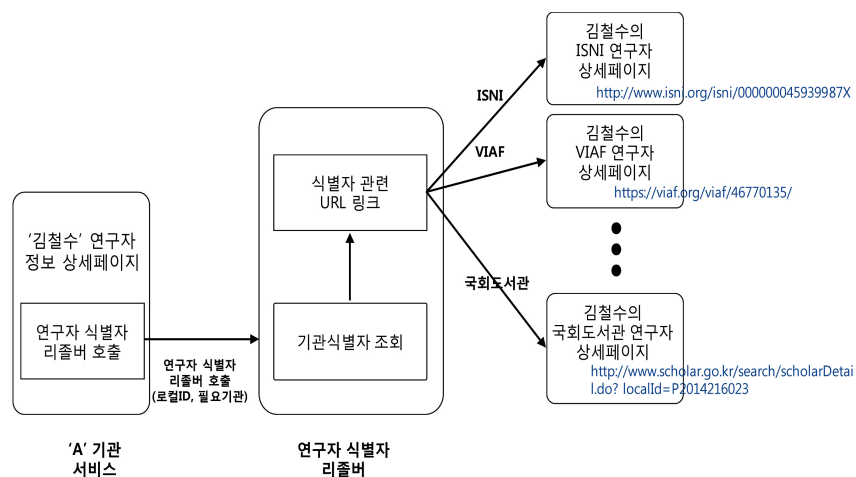 ‘김철수’ 연구자
정보 상세페이지
연구자 식별자
리졸버 호출
‘A’ 기관
서비스
연구자 식별자
리졸버 호출
(로컬ID, 필요기관)
식별자 관련
URL 링크
기관식별자 조회
연구자 식별자
리졸버
ISNI
VIAF
국회도서관
김철수의
ISNI 연구자
상세페이지
http://www.isni.org/isni/000000045939987X
김철수의
VIAF 연구자
상세페이지
https://viaf.org/viaf/46770135/
김철수의
국회도서관 연구자
상세페이지
http://www.scholar.go.kr/search/scholarDetai
l.do? localId=P2014216023